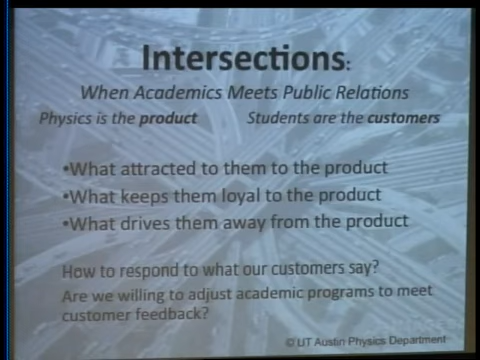 Intersections:
When Academics Meets Public Relations
Physics is the product Students are the customers
•What attracted to them to the product
•What keeps them loyal to the product
•What drives them away from the product
How to respond to what our customers say?
Are we willing to adjust academic programs to meet
customer feedback?
© UT Austin Physics Department